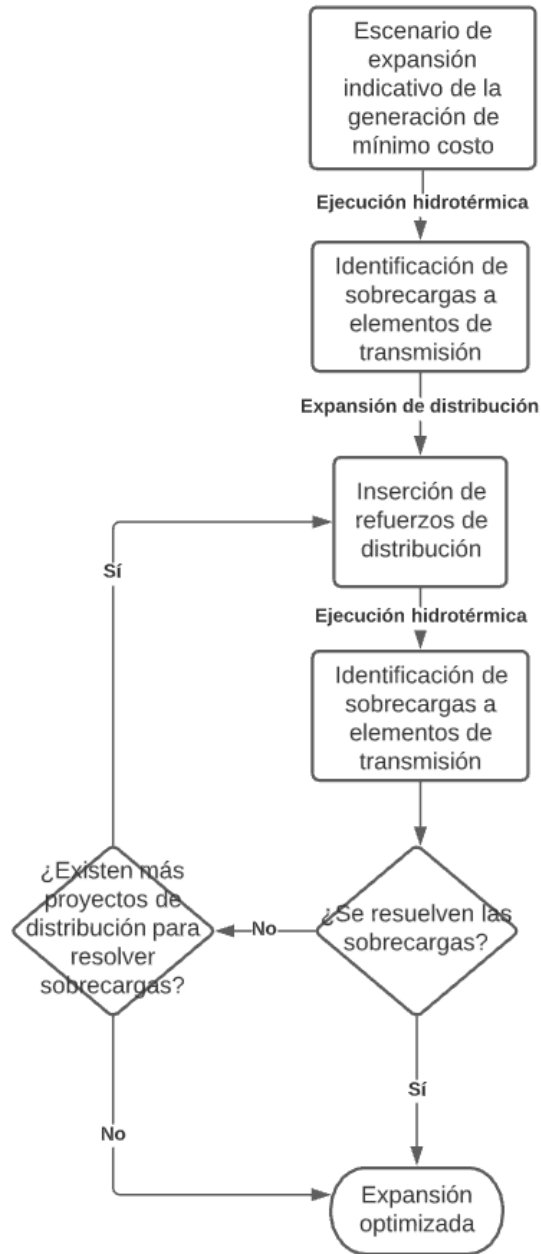 Escenario de
expansión
indicativo de la
generación de
mínimo costo
Ejecución hidrotérmica
Identificación de
sobrecargas a
elementos de
transmisión
Expansión de distribución
Inserción de
refuerzos de
distribución
Sí
Ejecución hidrotérmica
Identificación de
sobrecargas a
elementos de
transmisión
¿Se resuelven las
sobrecargas?
No
¿Existen más
proyectos de
distribución para
resolver
sobrecargas?
Sí
No
Expansión
optimizada